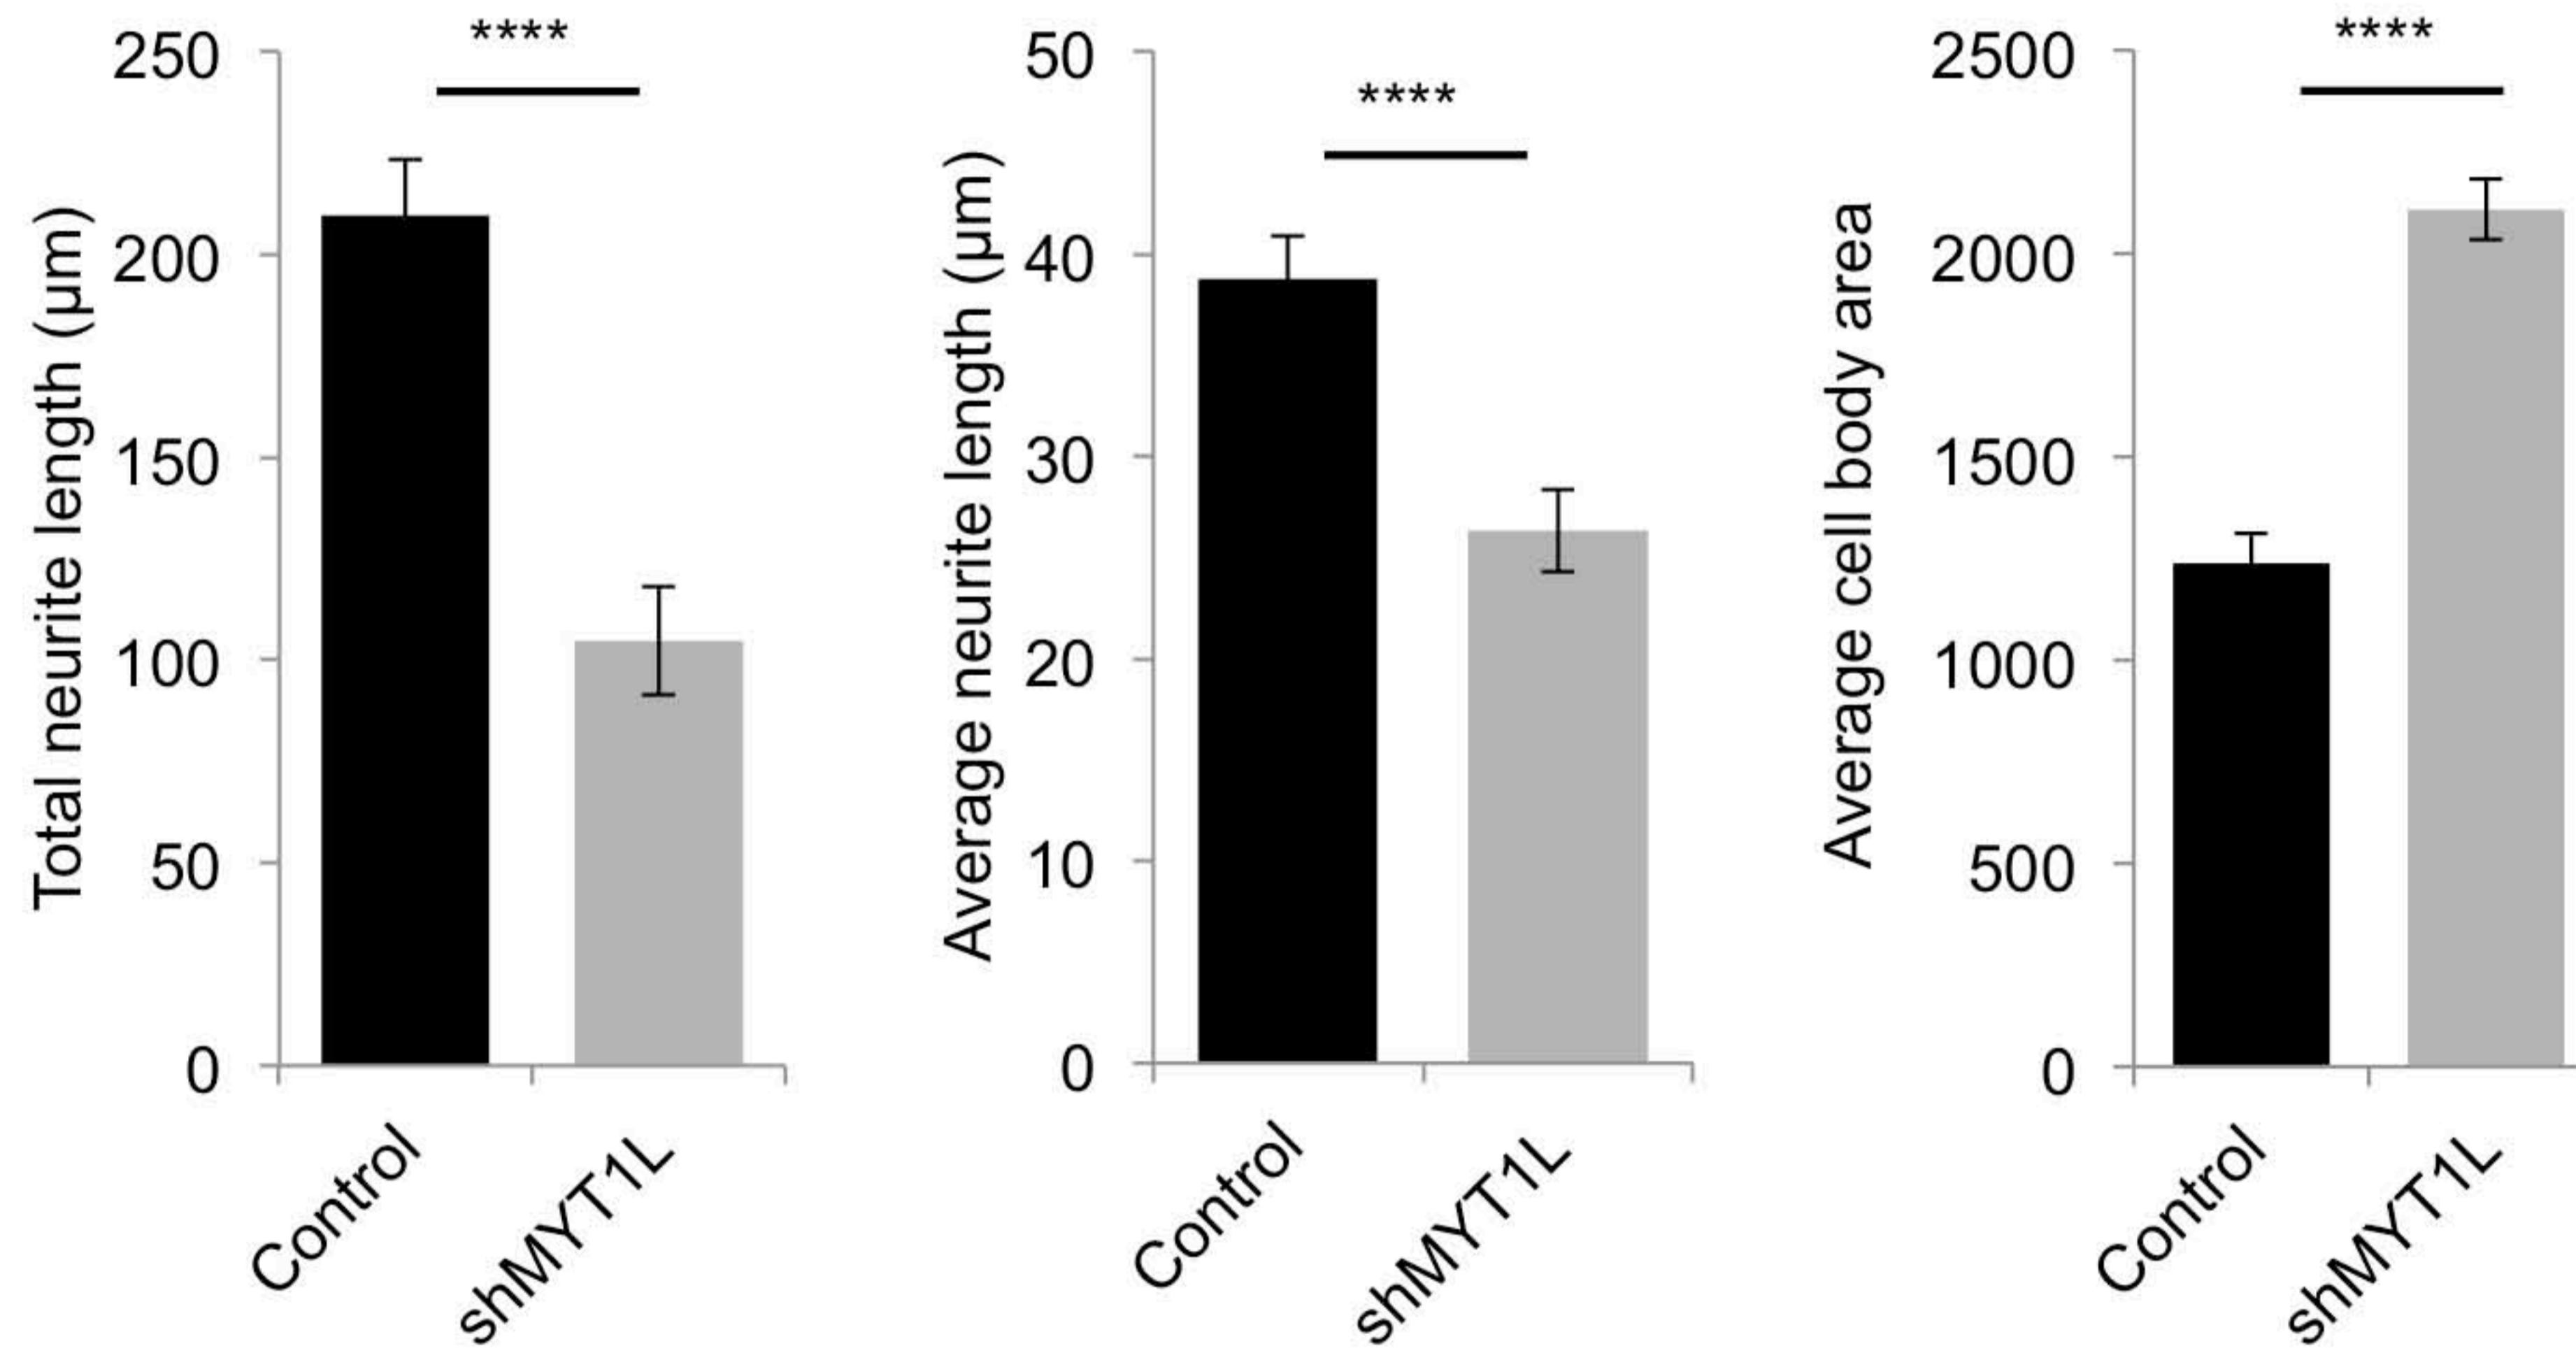 Total neurite length (μm)
250
200
150
100
50
0
****
Control
shMYT1L
Average neurite length (μm)
50
40
30
20
10
0
****
Control
shMYT1L
Average cell body area
2500
2000
1500
1000
500
0
****
Control
shMYT1L